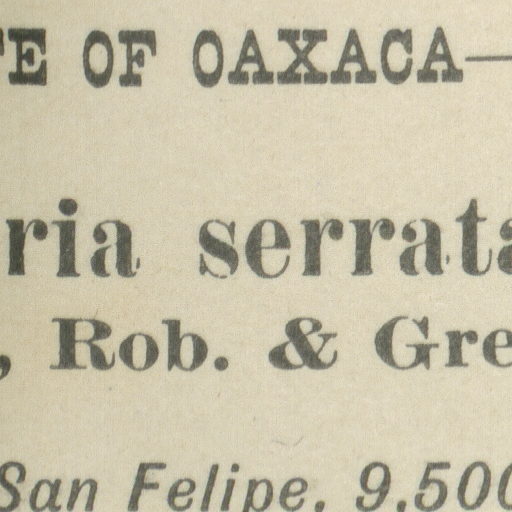 TE OF OAXACA—
ria serrata
, Rob. & Gre
San Felipe, 9,500